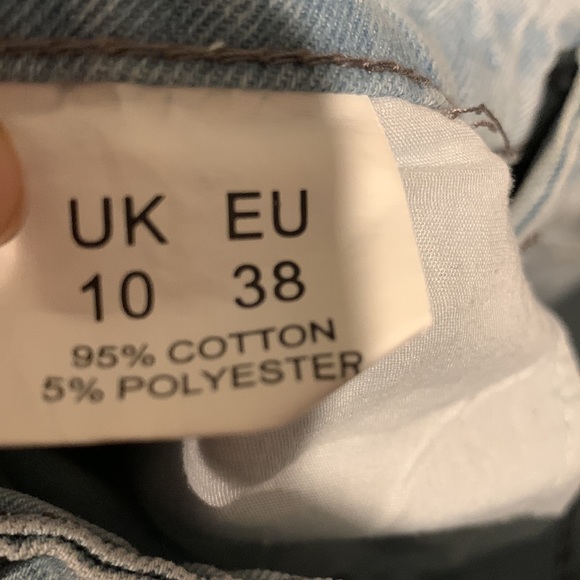 UK EU
10 38
95% COTTON
5% POLYESTER